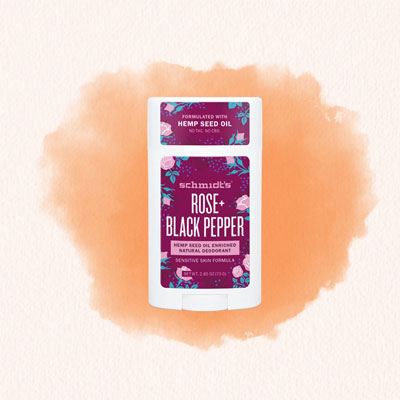 FORMULATED WITH
HEMP SEED OIL
NO THC. NO CBD.
schmidt's
ROSE+
BLACK PEPPER
HEMP SEED OIL ENRICHED
NATURAL DEODORANT
SENSITIVE SKIN FORMULA